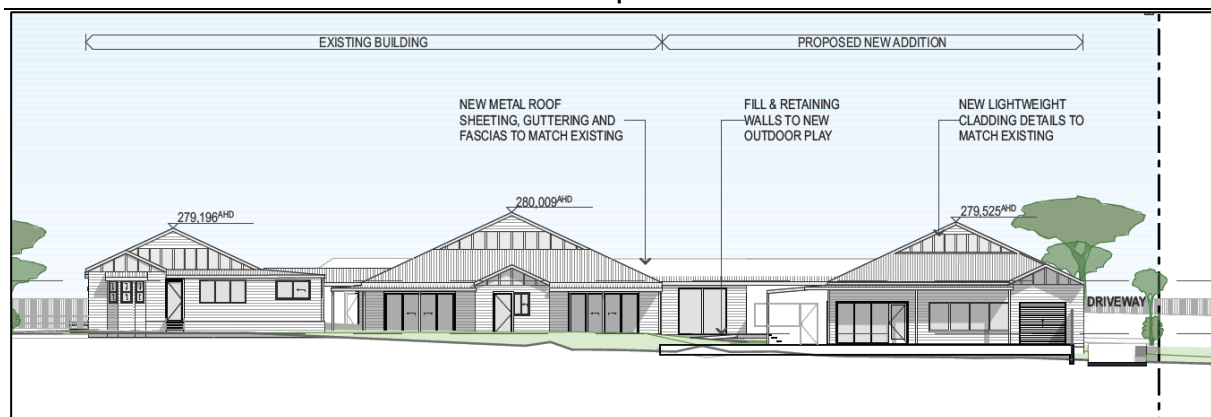 EXISTING BUILDING
PROPOSED NEW ADDITION
NEW METAL ROOF
SHEETING, GUTTERING AND
FASCIAS TO MATCH EXISTING
FILL & RETAINING
WALLS TO NEW
OUTDOOR PLAY
NEW LIGHTWEIGHT
CLADDING DETAILS TO
MATCH EXISTING
279,196AHD
280,009AHD
279,525AHD
DRIVEWAY